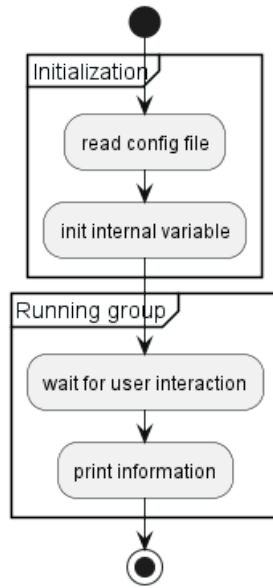 Initialization
read config file
init internal variable
Running group
wait for user interaction
print information